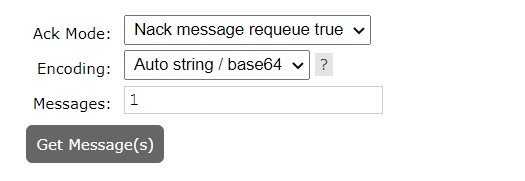 Ack Mode: Nack message requeue true
Encoding: Auto string / base64 ?
Messages: 1
Get Message(s)